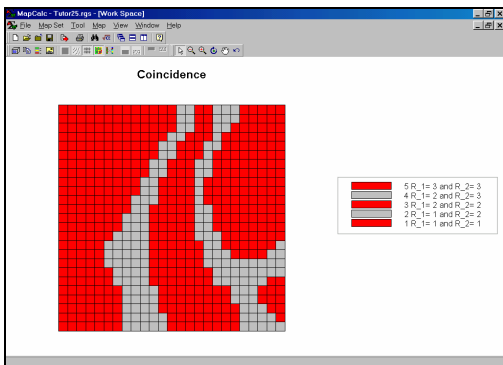 MapCalc - Tutor25.rgs - [Work Space]
File Map Set Tool Map View Window Help
Coincidence
5 R_1= 3 and R_2= 3
4 R_1= 2 and R_2= 3
3 R_1= 2 and R_2= 2
2 R_1= 1 and R_2= 2
1 R_1= 1 and R_2= 1